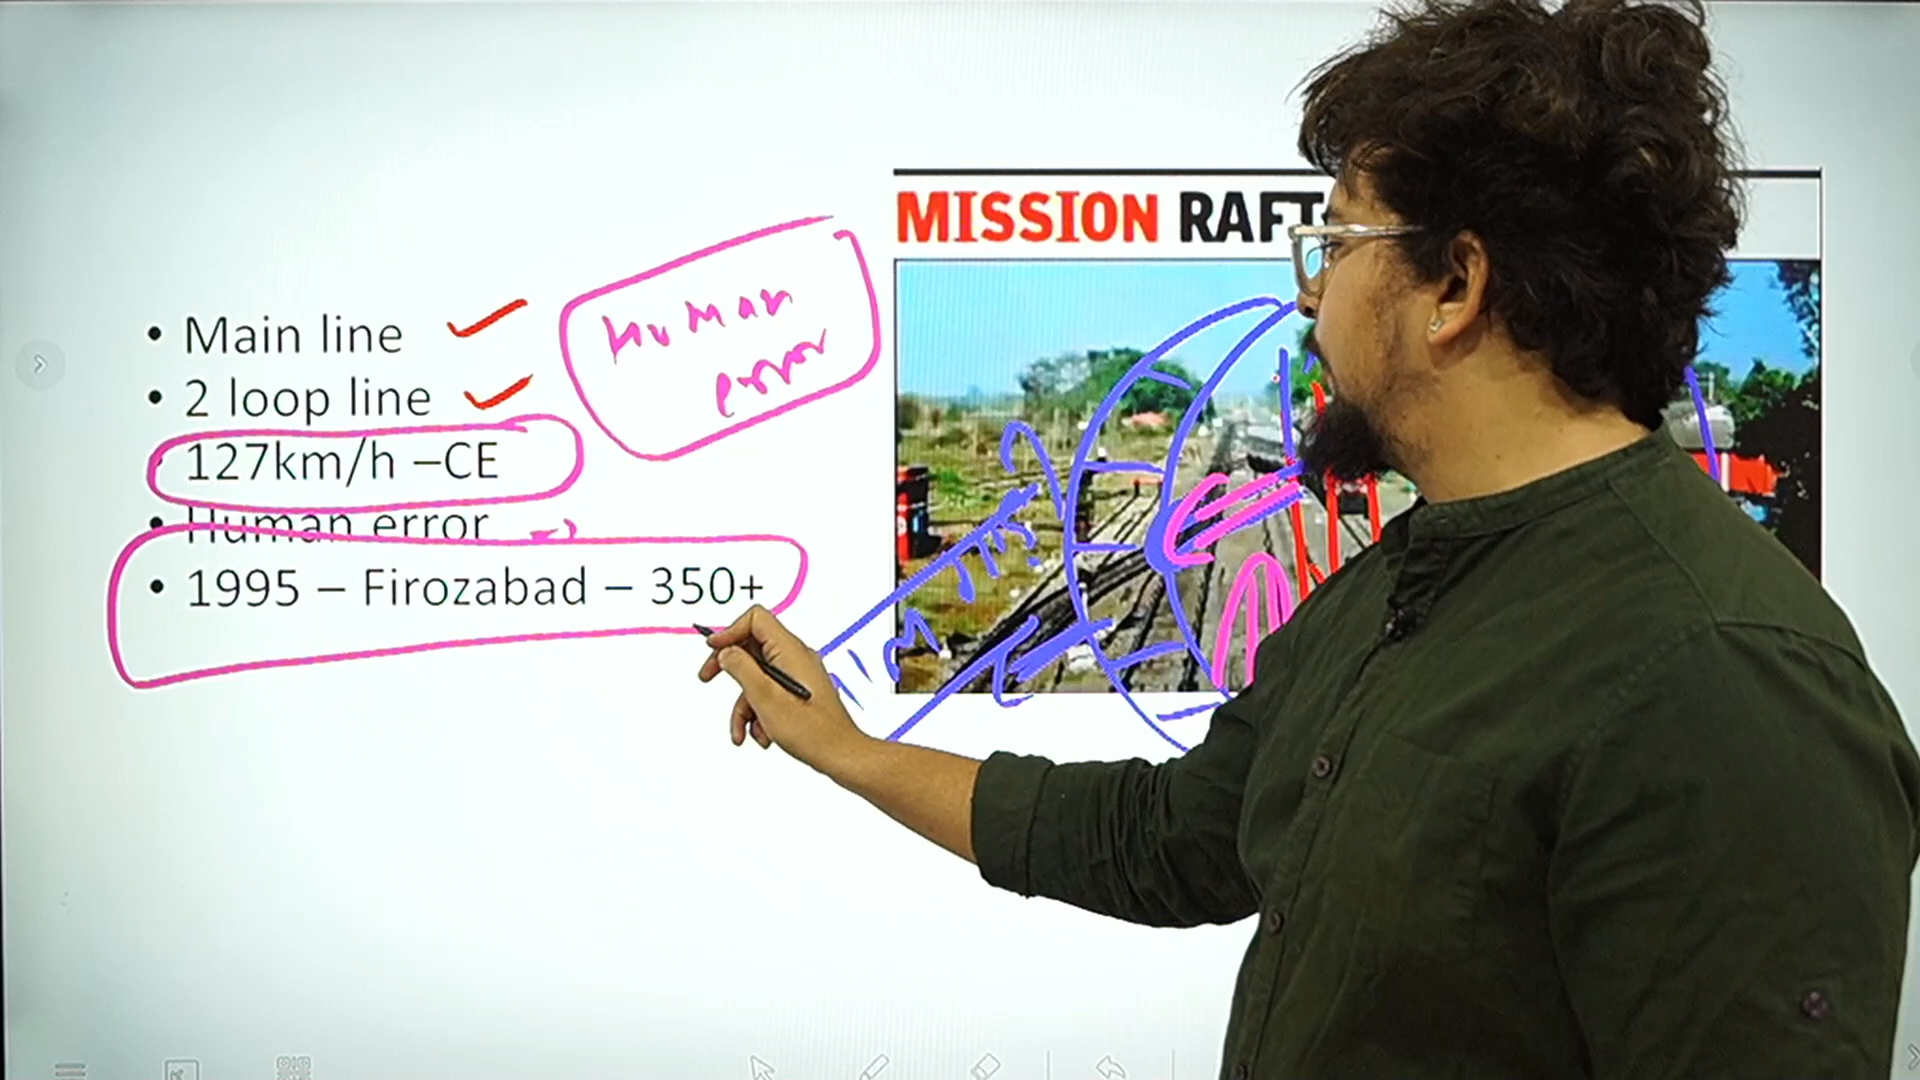 MISSION RAFT
Human
error
• Main line
• 2 loop line
127km/h –CE
• Human error
• 1995 – Firozabad – 350+